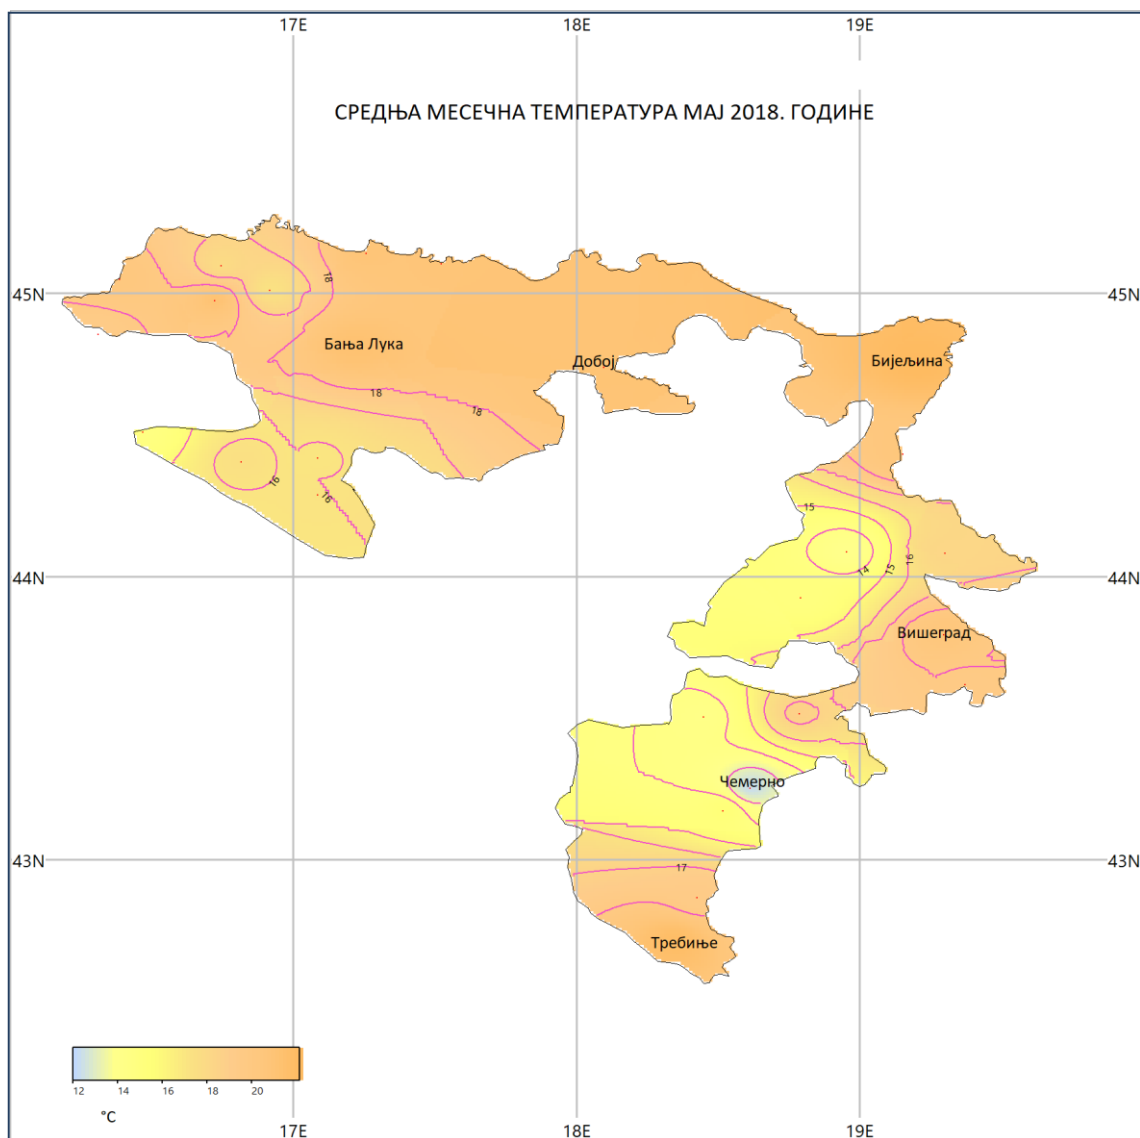 17E 18E 19E
СРЕДЊА МЕСЕЧНА ТЕМПЕРАТУРА МАЈ 2018. ГОДИНЕ
18
45N 45N
Бања Лука
Добој
Бијељина
18
18
16
16
15
16
15
14
44N 44N
Вишеград
Чемерно
43N 43N
17
Требиње
12 14 16 18 20
°C
17E 18E 19E